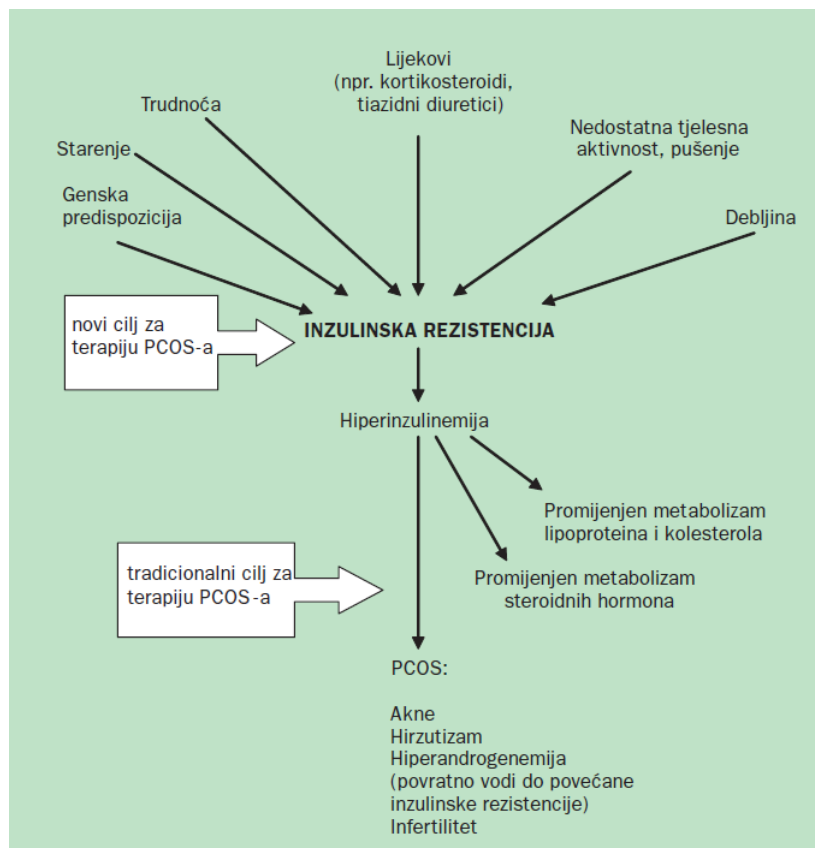 Lijekovi
(npr. kortikosteroidi,
tiazidni diuretici)
Trudnoća
Nedostatna tjelesna
aktivnost, pušenje
Starenje
Genska
predispozicija
Debljina
novi cilj za
terapiju PCOS-a
INZULINSKA REZISTENCIJA
Hiperinzulinemija
Promijenjen metabolizam
lipoproteina i kolesterola
tradicionalni cilj za
terapiju PCOS-a
Promijenjen metabolizam
steroidnih hormona
PCOS:
Akne
Hirzutizam
Hiperandrogenemija
(povratno vodi do povećane
inzulinske rezistencije)
Infertilitet